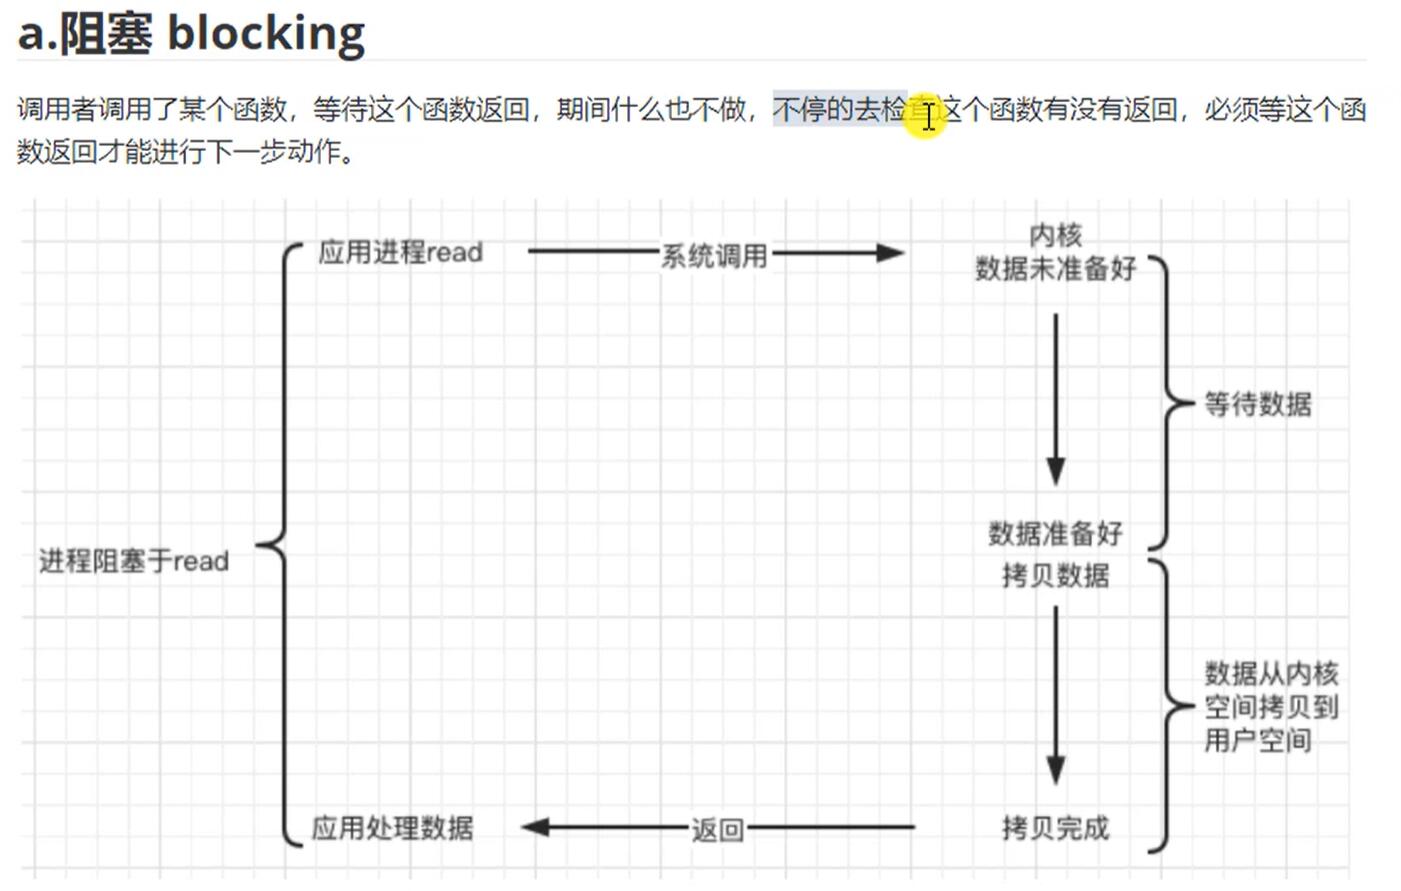 a.阻塞 blocking
调用者调用了某个函数，等待这个函数返回，期间什么也不做，不停的去检查这个函数有没有返回，必须等这个函
数返回才能进行下一步动作。
应用进程read
系统调用
内核
数据未准备好
等待数据
数据准备好
进程阻塞于read
拷贝数据
数据从内核
空间拷贝到
用户空间
应用处理数据
返回
拷贝完成